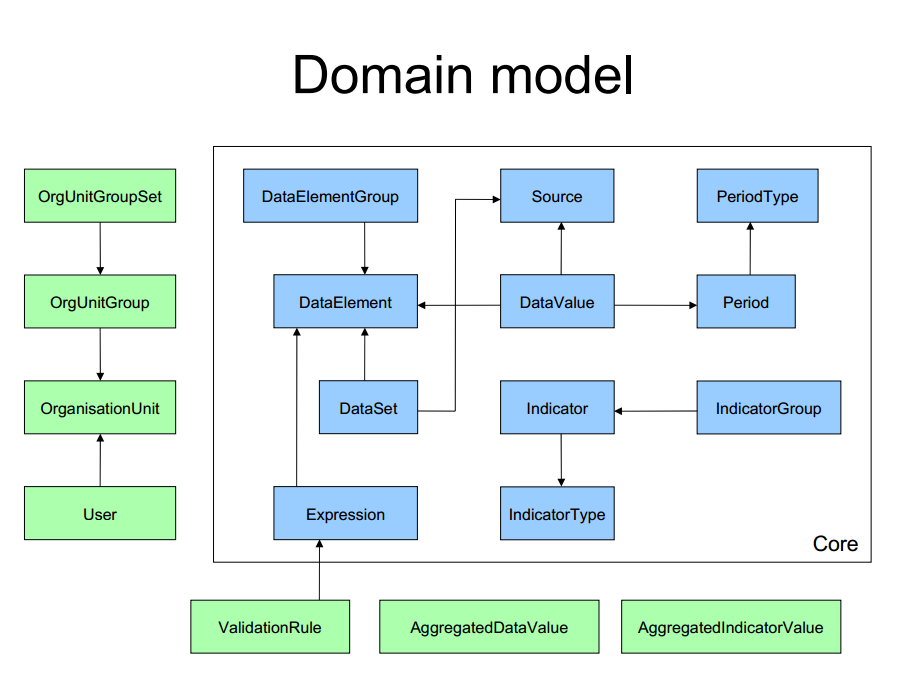 Domain model
OrgUnitGroupSet
DataElementGroup
Source
PeriodType
OrgUnitGroup
DataElement
DataValue
Period
OrganisationUnit
DataSet
Indicator
IndicatorGroup
User
Expression
IndicatorType
Core
ValidationRule
AggregatedDataValue
AggregatedIndicatorValue